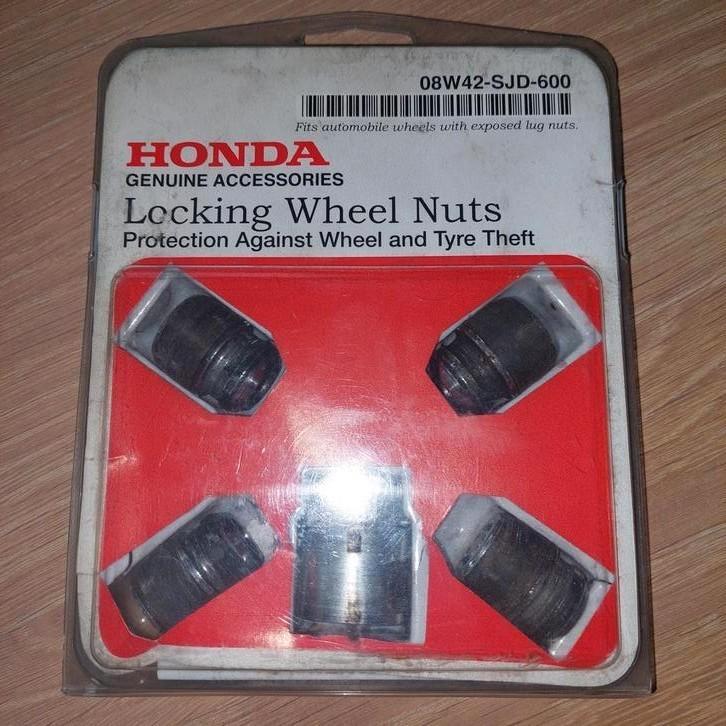 08W42-SJD-600
Fits automobile wheels with exposed lug nuts.
HONDA
GENUINE ACCESSORIES
Locking Wheel Nuts
Protection Against Wheel and Tyre Theft